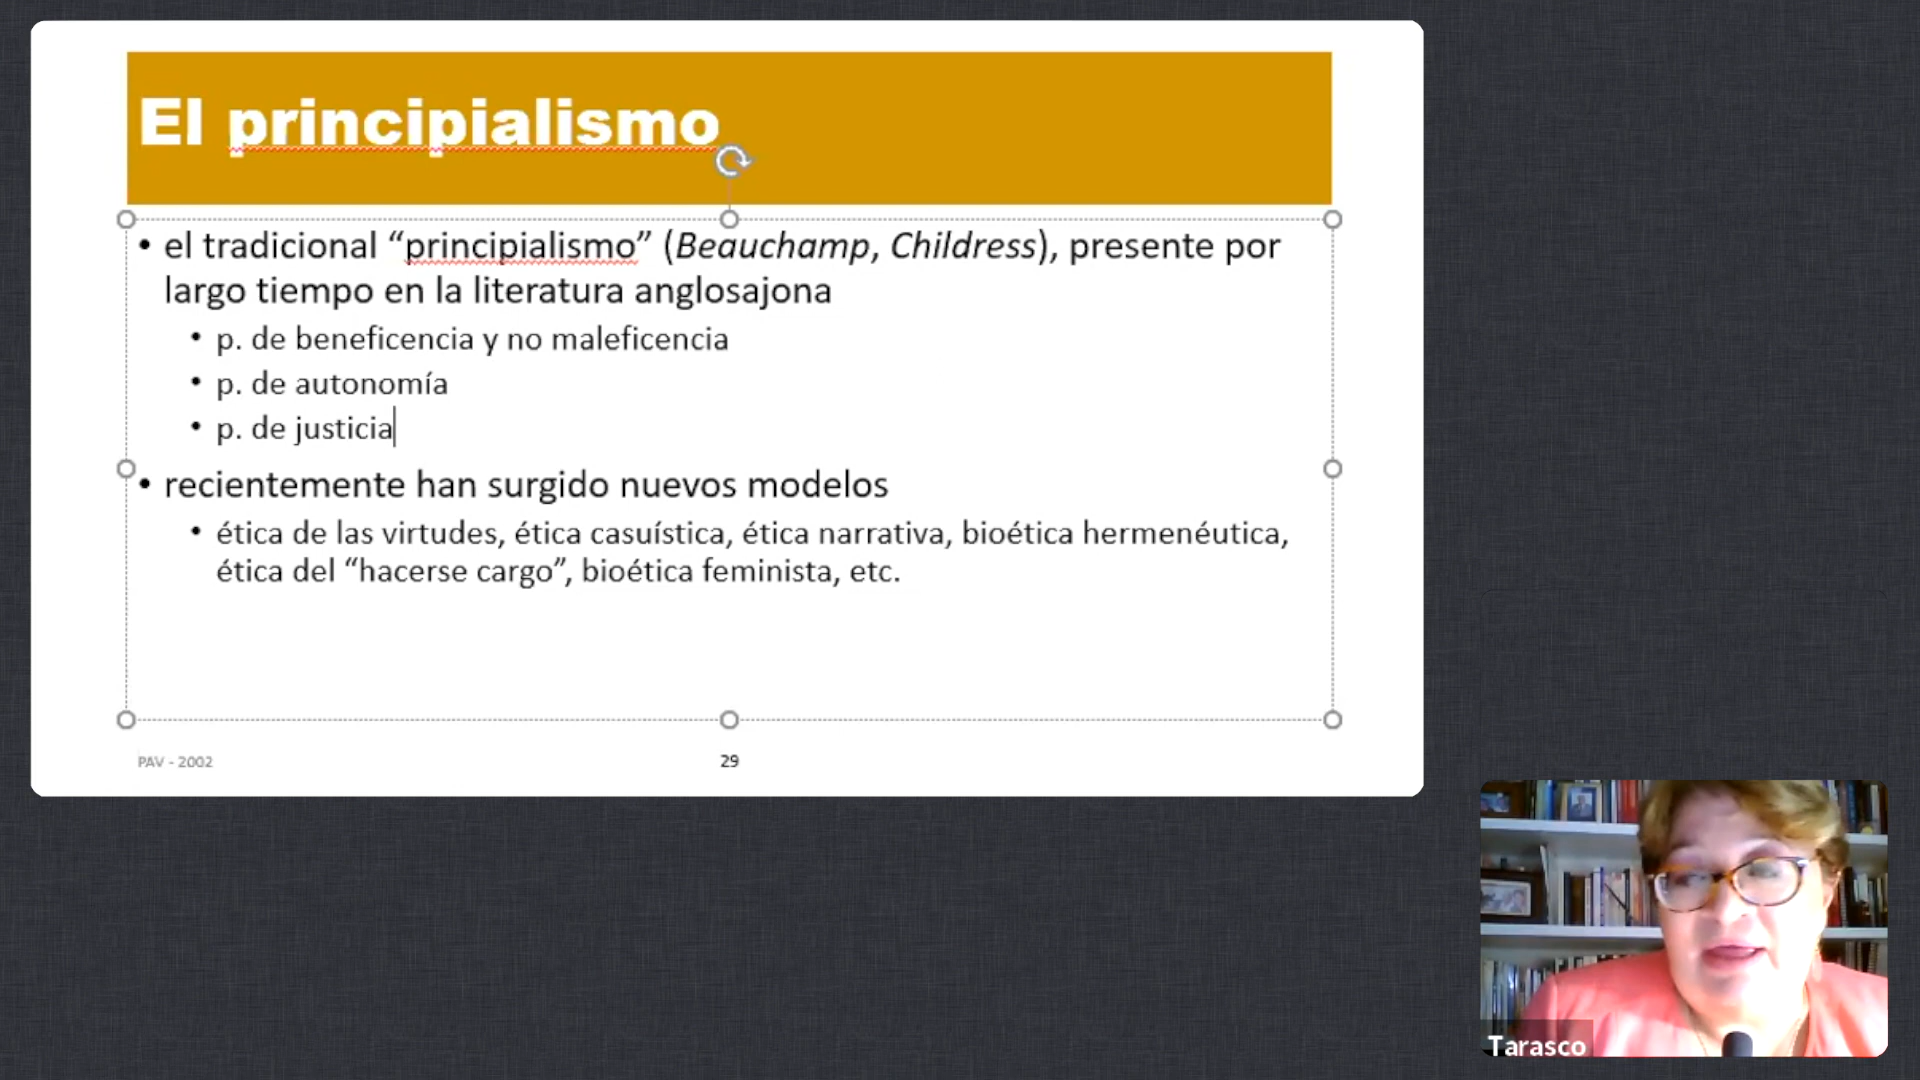 El principialismo
• el tradicional “principialismo” (Beauchamp, Childress), presente por
largo tiempo en la literatura anglosajona
• p. de beneficencia y no maleficencia
• p. de autonomía
• p. de justicia
• recientemente han surgido nuevos modelos
• ética de las virtudes, ética casuística, ética narrativa, bioética hermenéutica,
ética del “hacerse cargo”, bioética feminista, etc.
PAV - 2002
29
Tarasco